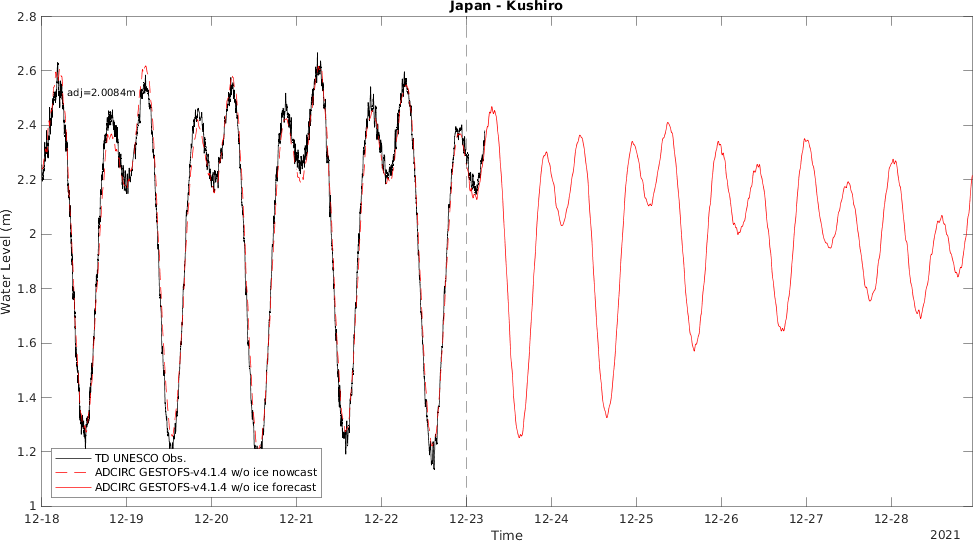 Japan - Kushiro
2.8
2.6
2.4
2.2
2
1.8
1.6
1.4
1.2
1
Water Level (m)
adj=2.0084m
TD UNESCO Obs.
ADCIRC GESTOFS-v4.1.4 w/o ice nowcast
ADCIRC GESTOFS-v4.1.4 w/o ice forecast
12-18 12-19 12-20 12-21 12-22 12-23 12-24 12-25 12-26 12-27 12-28
Time
2021